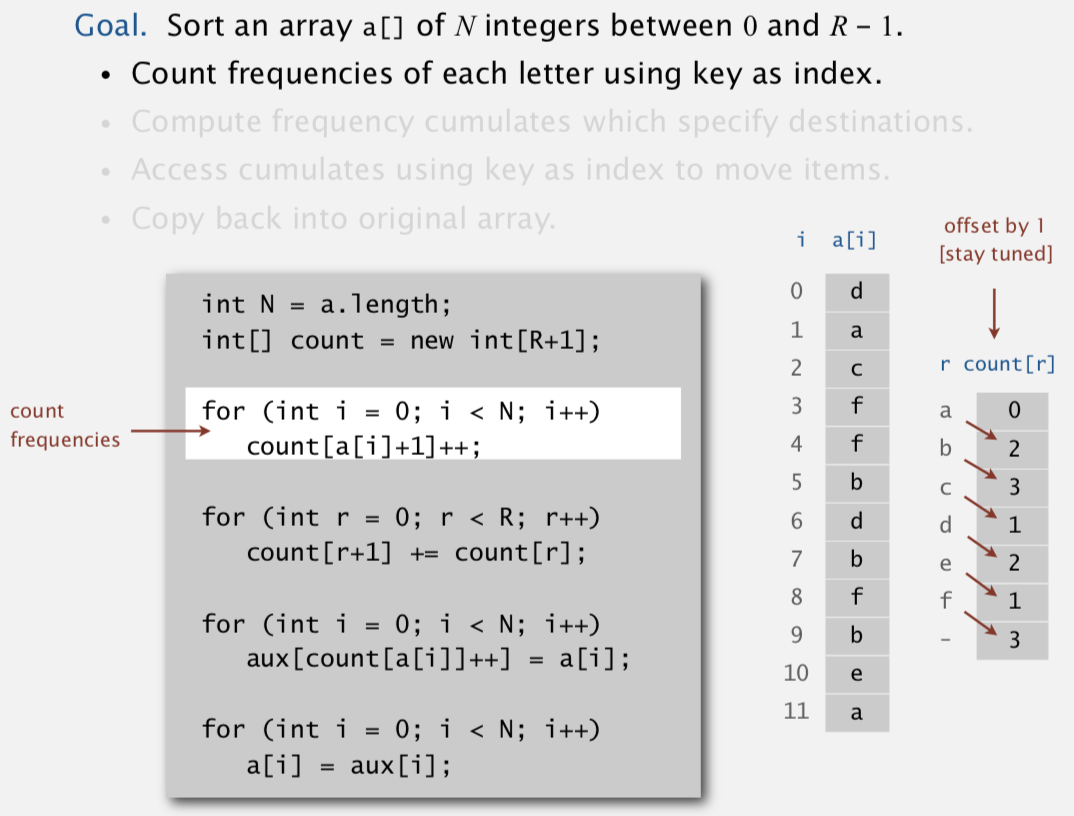 Goal. Sort an array a[] of N integers between 0 and R – 1.
• Count frequencies of each letter using key as index.
• Compute frequency cumulates which specify destinations.
• Access cumulates using key as index to move items.
• Copy back into original array.
int N = a.length;
int[] count = new int[R+1];
count
frequencies
for (int i = 0; i < N; i++)
count[a[i]+1]++;
for (int r = 0; r < R; r++)
count[r+1] += count[r];
for (int i = 0; i < N; i++)
aux[count[a[i]]++] = a[i];
for (int i = 0; i < N; i++)
a[i] = aux[i];
i a[i]
0 d
1 a
2 c
3 f
4 f
5 b
6 d
7 b
8 f
9 b
10 e
11 a
offset by 1
[stay tuned]
r count[r]
a 0
b 2
c 3
d 1
e 2
f 1
– 3